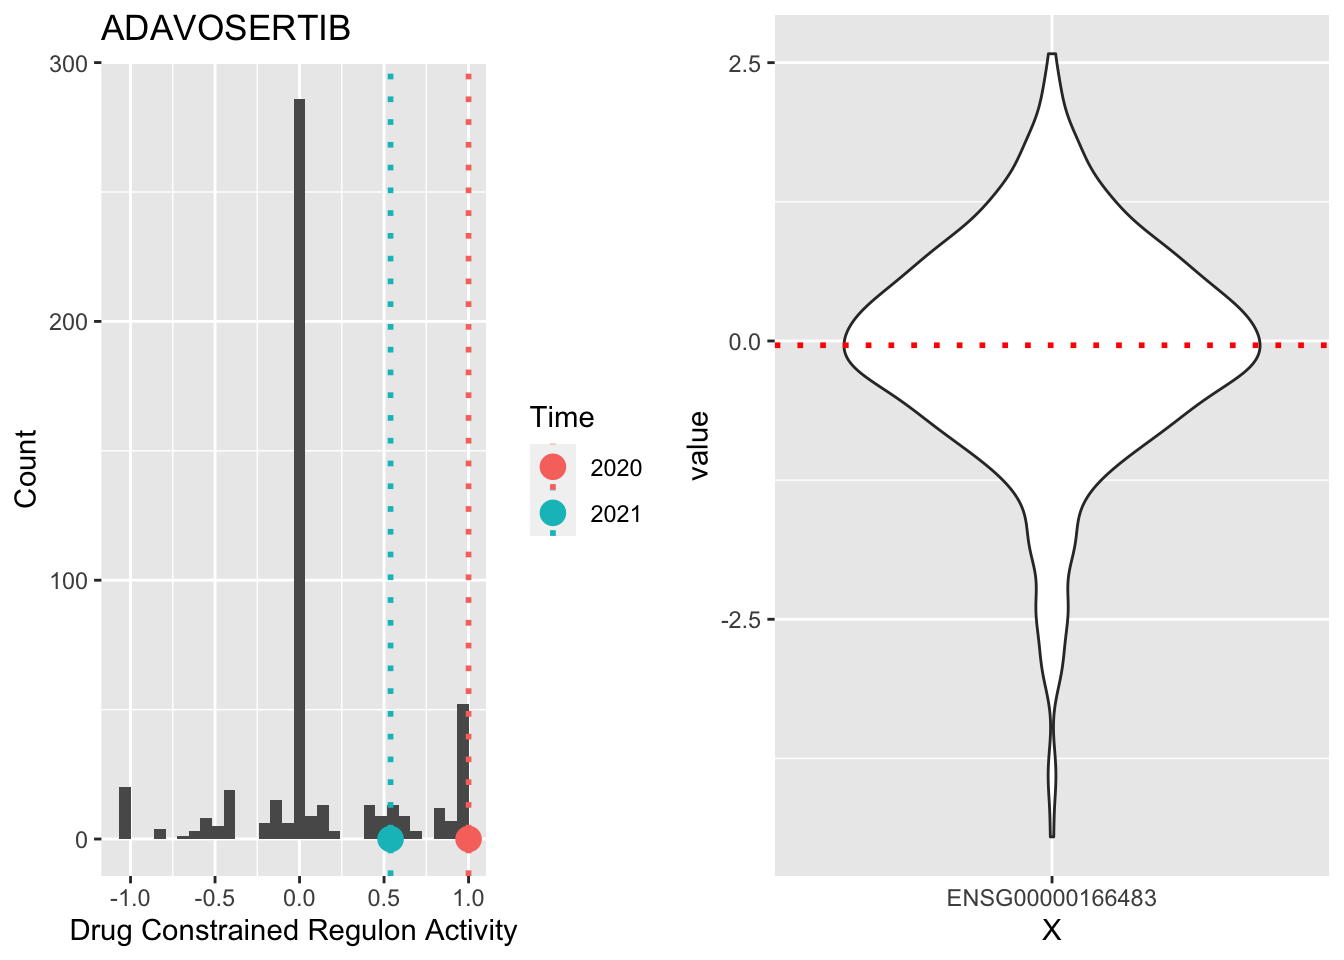 ADAVOSERTIB
300
200
100
0
Count
-1.0 -0.5 0.0 0.5 1.0
Drug Constrained Regulon Activity
Time
2020
2021
2.5
0.0
-2.5
value
ENSG00000166483
X